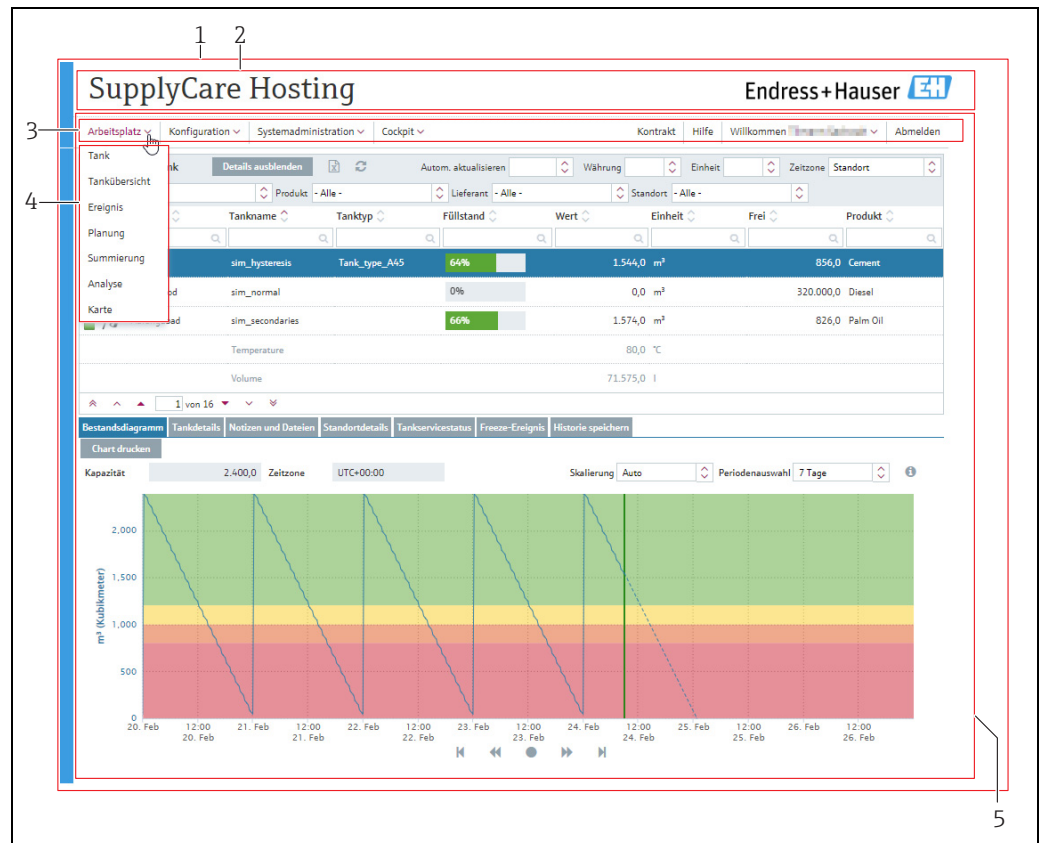 1 2
SupplyCare Hosting Endress+Hauser EH
3
Arbeitsplatz Konfiguration Systemadministration Cockpit Kontrakt Hilfe Willkommen Abmelden
Tank
Tankübersicht
4
Ereignis
Planung
Summierung
Analyse
Karte
Details ausblenden Autom. aktualisieren Währung Einheit Zeitzone Standort
Produkt - Alle - Lieferant - Alle - Standort - Alle -
Tankname Tanktyp Füllstand Wert Einheit Frei Produkt
sim_hysteresis Tank_type_A45 64% 1.544,0 m³ 856,0 Cement
sim_normal 0% 0,0 m³ 320.000,0 Diesel
sim_secondaries 66% 1.574,0 m³ 826,0 Palm Oil
Temperature 80,0 °C
Volume 71.575,0 l
1 von 16
Bestandsdiagramm Tankdetails Notizen und Dateien Standortdetails Tankservicestatus Freeze-Ereignis Historie speichern
Chart drucken
Kapazität 2.400,0 Zeitzone UTC+00:00 Skalierung Auto Periodenauswahl 7 Tage
m³ (Kubikmeter)
2,000
1,500
1,000
500
0
20. Feb 12:00 21. Feb 12:00 22. Feb 12:00 23. Feb 12:00 24. Feb 12:00 25. Feb 12:00 26. Feb 12:00
20. Feb 21. Feb 22. Feb 23. Feb 24. Feb 25. Feb 26. Feb
5